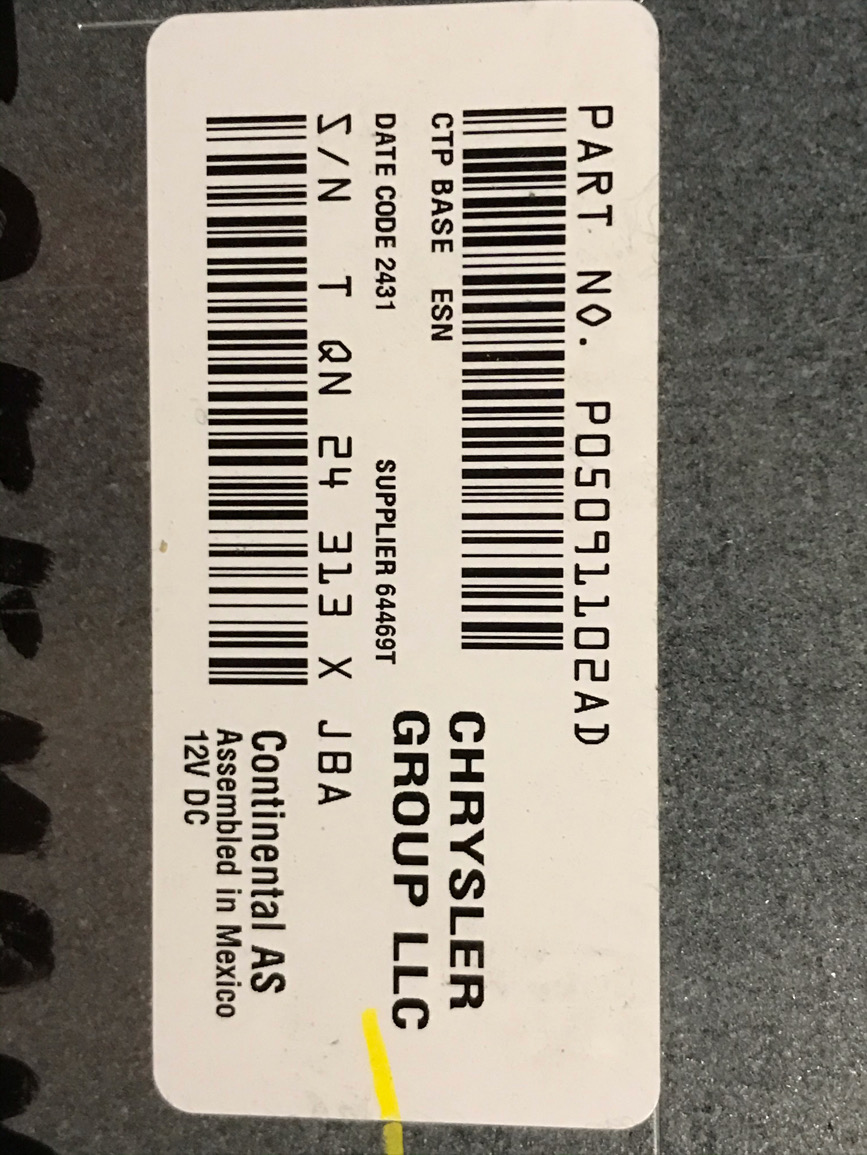 PART NO. P05091102AD
CTP BASE ESN
DATE CODE 2431 SUPPLIER 64469T
CHRYSLER
GROUP LLC
S/N T QN 24 313 X JBA
Continental AS
Assembled in Mexico
12V DC